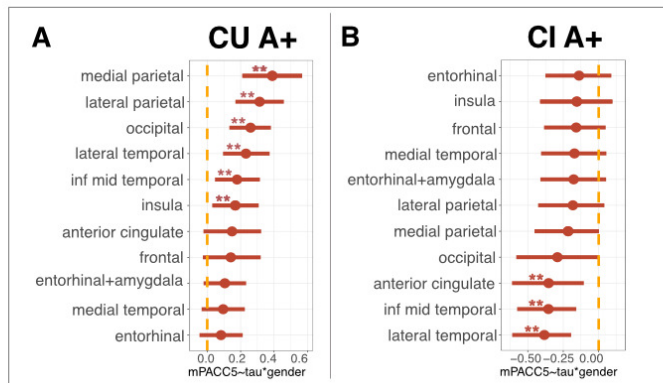 A
CU A+
medial parietal
**
lateral parietal
**
occipital
**
lateral temporal
**
inf mid temporal
**
insula
**
anterior cingulate
frontal
entorhinal+amygdala
medial temporal
entorhinal
0.0 0.2 0.4 0.6
mPACC5~tau*gender
B
CI A+
entorhinal
insula
frontal
medial temporal
entorhinal+amygdala
lateral parietal
medial parietal
occipital
anterior cingulate
**
inf mid temporal
**
lateral temporal
**
−0.50 −0.25 0.00
mPACC5~tau*gender